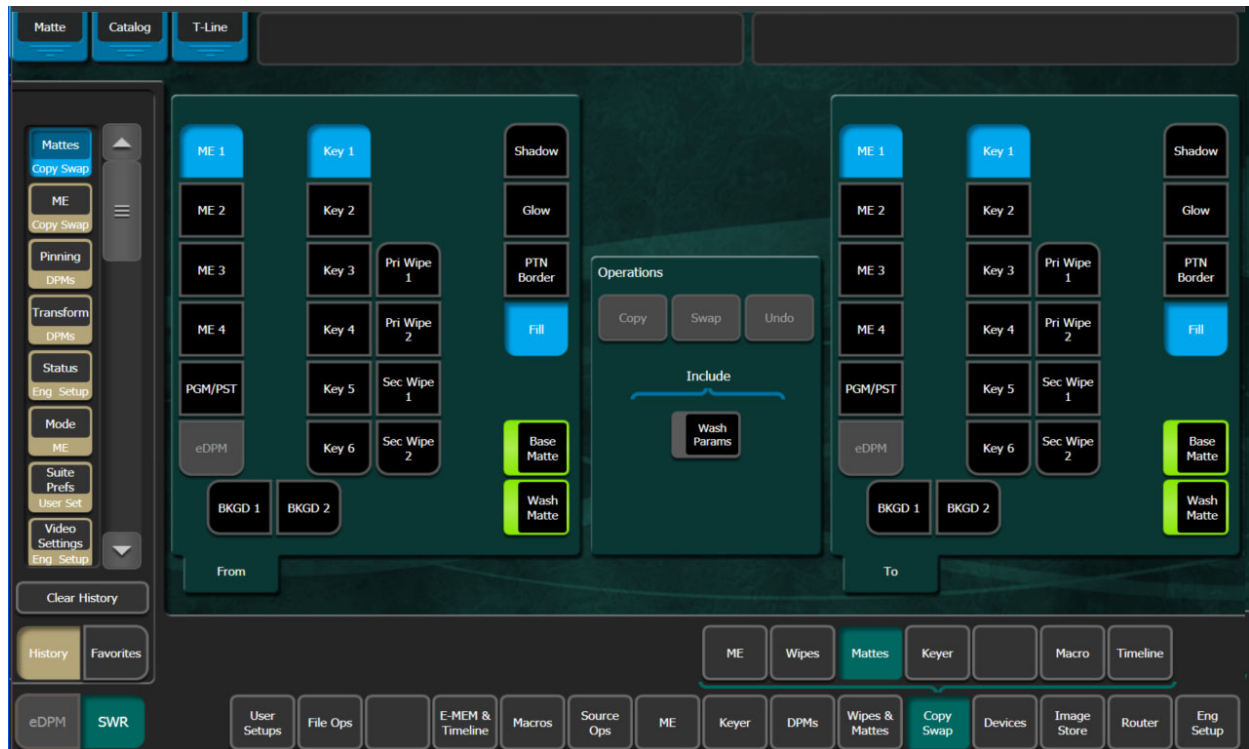 Matte
Catalog
T-Line
Mattes
Copy Swap
ME
Copy Swap
Pinning
DPMs
Transform
DPMs
Status
Eng Setup
Mode
ME
Suite
Prefs
User Set
Video
Settings
Eng Setup
Clear History
History
Favorites
ME 1
ME 2
ME 3
ME 4
PGM/PST
eDPM
Key 1
Key 2
Key 3
Key 4
Key 5
Key 6
Pri Wipe
1
Pri Wipe
2
Sec Wipe
1
Sec Wipe
2
BKGD 1
BKGD 2
Shadow
Glow
PTN
Border
Fill
Base
Matte
Wash
Matte
From
Operations
Copy
Swap
Undo
Include
Wash
Params
ME 1
ME 2
ME 3
ME 4
PGM/PST
eDPM
Key 1
Key 2
Key 3
Key 4
Key 5
Key 6
Pri Wipe
1
Pri Wipe
2
Sec Wipe
1
Sec Wipe
2
BKGD 1
BKGD 2
Shadow
Glow
PTN
Border
Fill
Base
Matte
Wash
Matte
To
ME
Wipes
Mattes
Keyer
Macro
Timeline
eDPM
SWR
User
Setups
File Ops
E-MEM &
Timeline
Macros
Source
Ops
ME
Keyer
DPMs
Wipes &
Mattes
Copy
Swap
Devices
Image
Store
Router
Eng
Setup